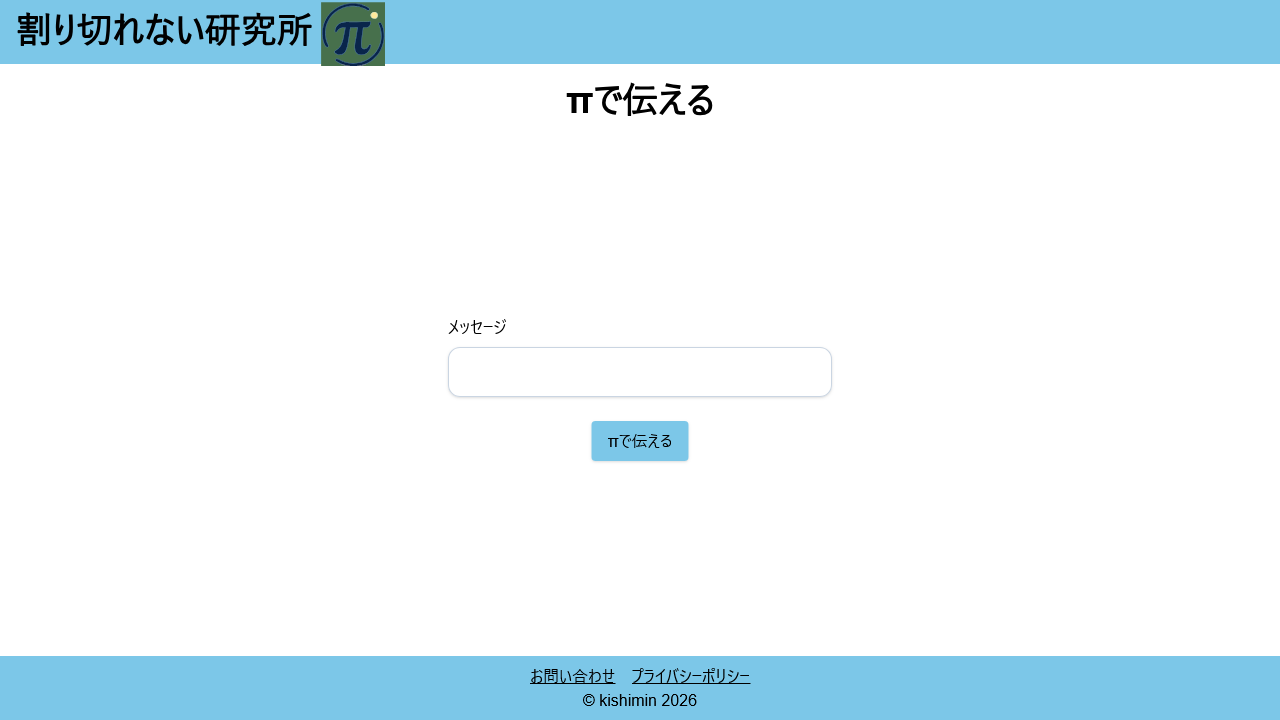 割り切れない研究所 π
πで伝える
メッセージ
πで伝える
お問い合わせ プライバシーポリシー
© kishimin 2026